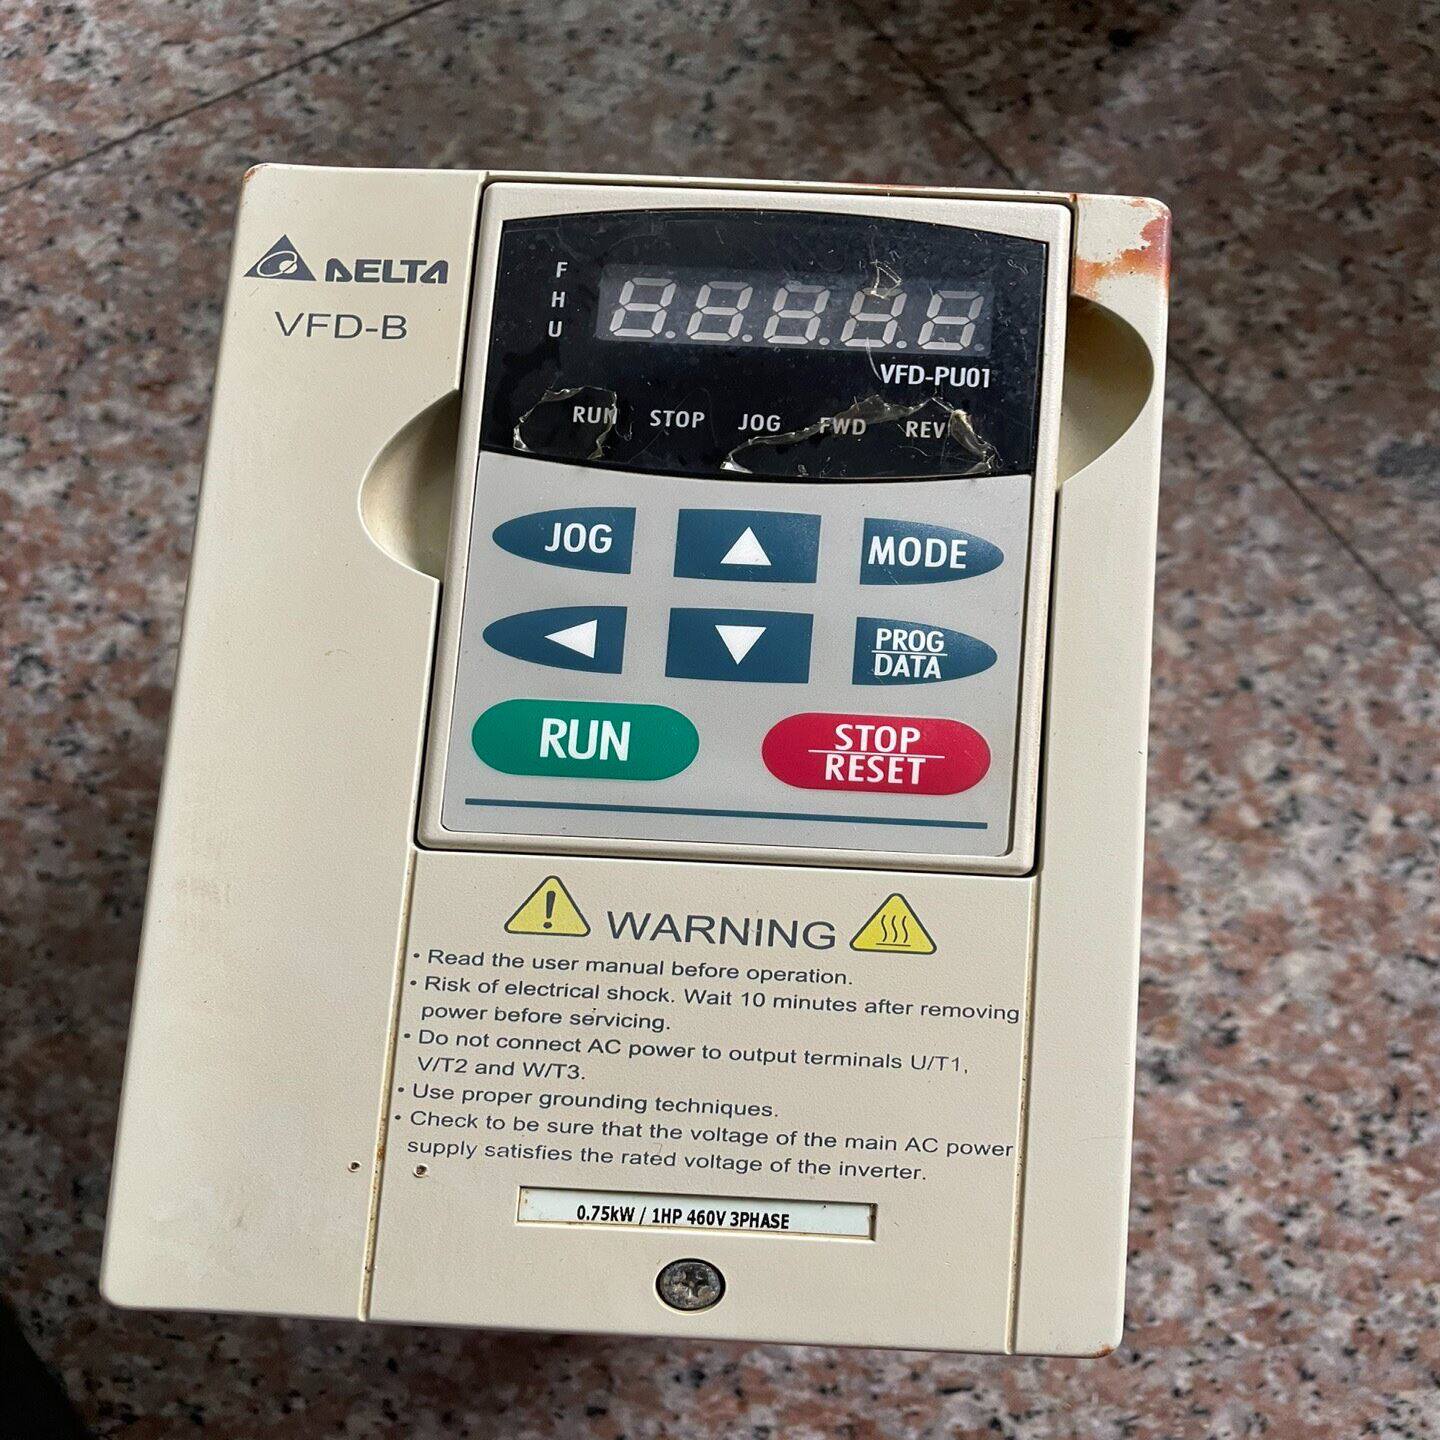 DELTA
VFD-B
F
H
U
VFD-PU01
RUN STOP JOG FWD REV
JOG MODE
PROG
DATA
RUN STOP
RESET
WARNING
• Read the user manual before operation.
• Risk of electrical shock. Wait 10 minutes after removing
power before servicing.
• Do not connect AC power to output terminals U/T1,
V/T2 and W/T3.
• Use proper grounding techniques.
• Check to be sure that the voltage of the main AC power
supply satisfies the rated voltage of the inverter.
0.75kW / 1HP 460V 3PHASE